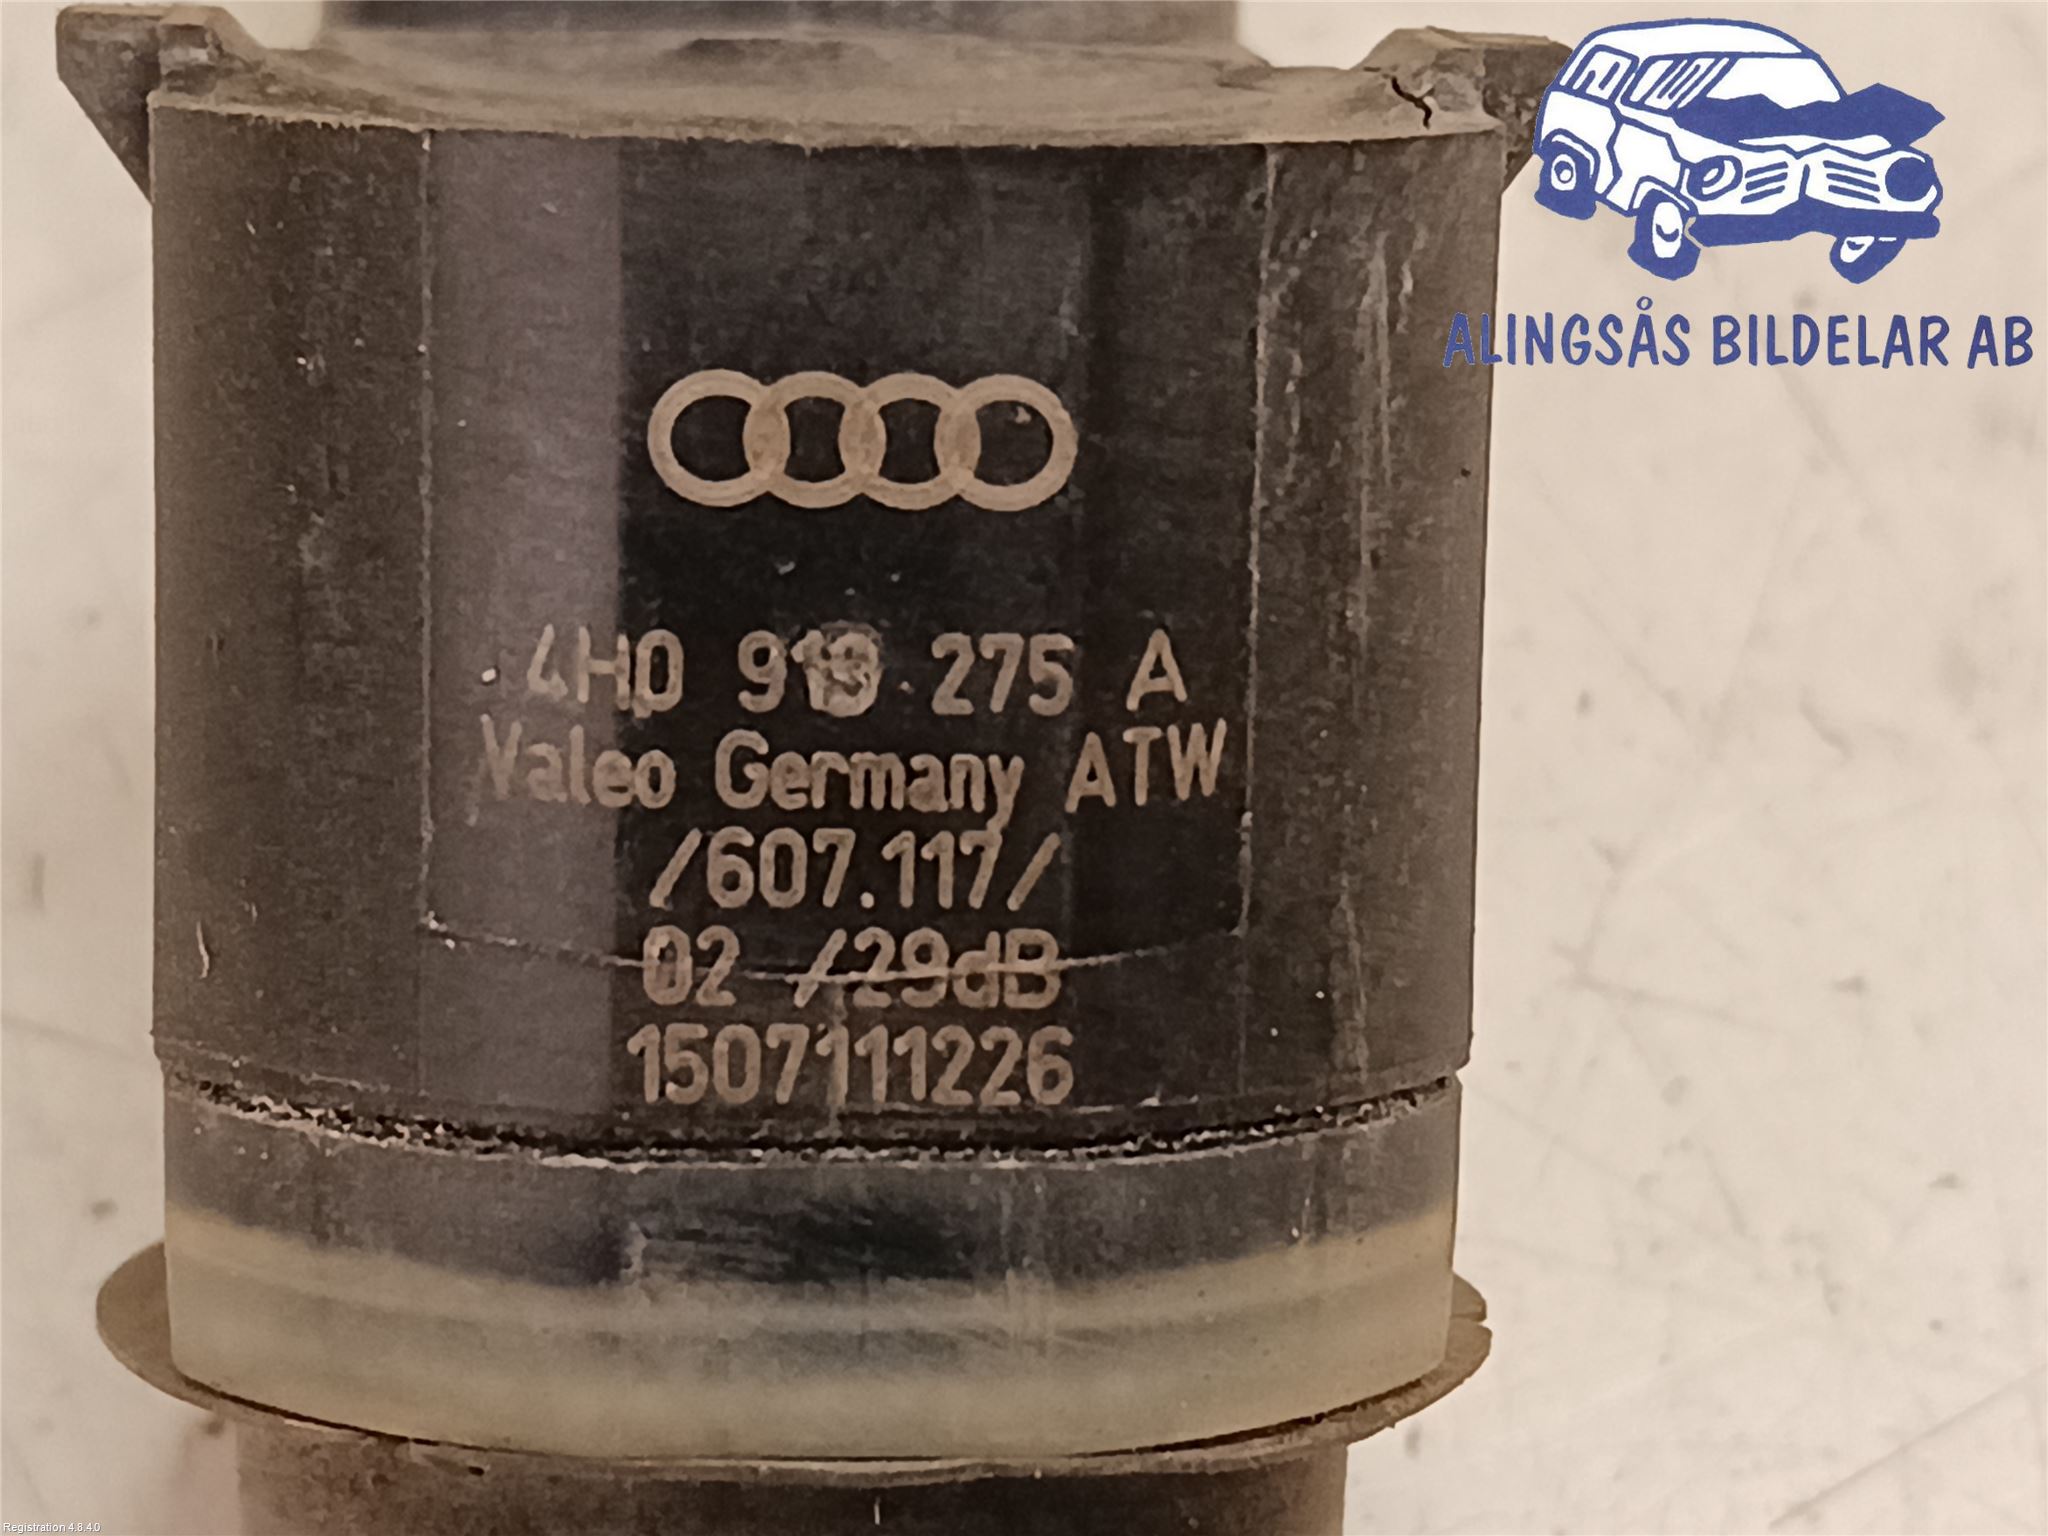 ALINGSÅS BILDELAR AB
4H0 919 275 A
Valeo Germany ATW
/607.117/
02 /29dB
1507111226
Registration 4.8.4.0